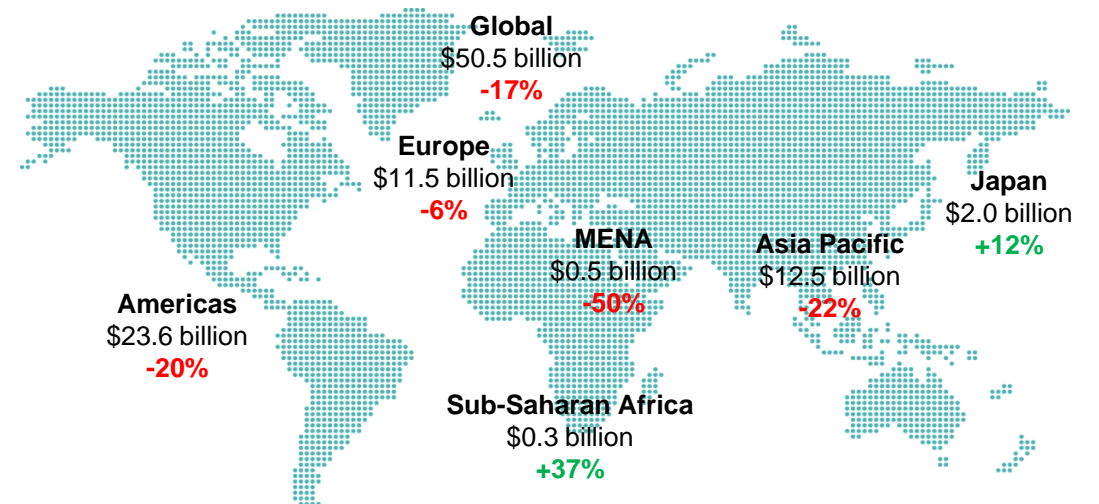 Global
$50.5 billion
-17%
Europe
$11.5 billion
-6%
Japan
$2.0 billion
+12%
MENA
$0.5 billion
-50%
Asia Pacific
$12.5 billion
-22%
Americas
$23.6 billion
-20%
Sub-Saharan Africa
$0.3 billion
+37%